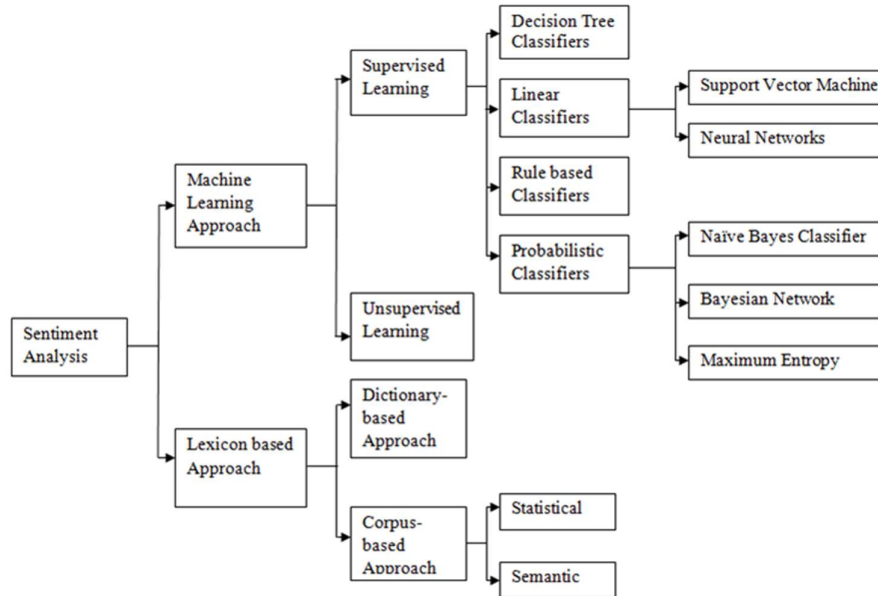 Decision Tree
Classifiers
Supervised
Learning
Linear
Classifiers
Support Vector Machine
Neural Networks
Machine
Learning
Approach
Rule based
Classifiers
Probabilistic
Classifiers
Naïve Bayes Classifier
Bayesian Network
Maximum Entropy
Unsupervised
Learning
Sentiment
Analysis
Dictionary-
based
Approach
Lexicon based
Approach
Corpus-
based
Approach
Statistical
Semantic